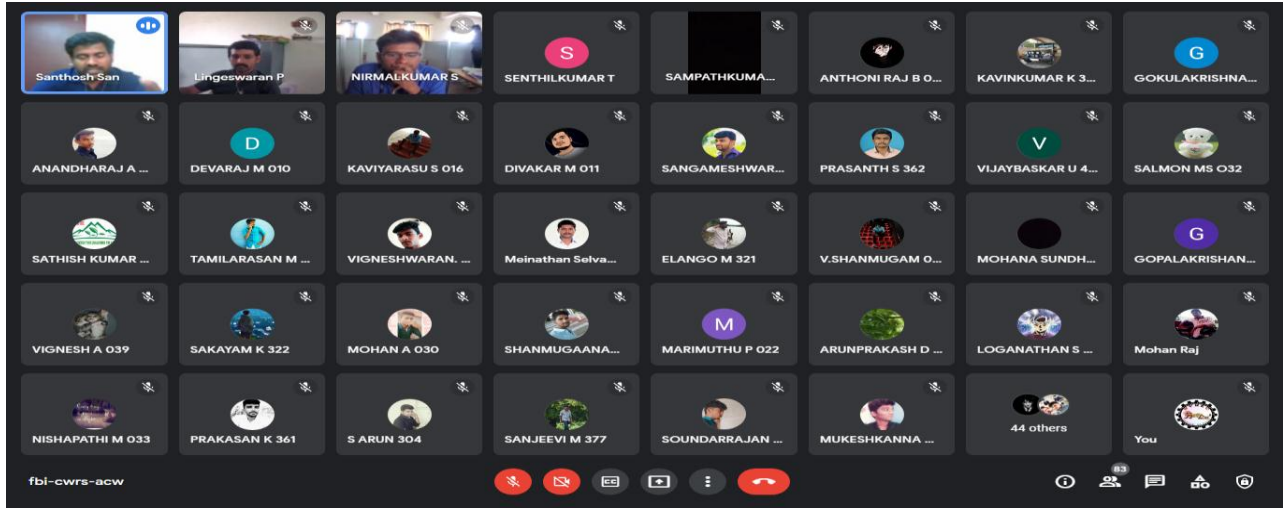 Santhosh San
Lingeswaran P
NIRMALKUMAR S
S
SENTHILKUMAR T
SAMPATHKUMA...
ANTHONI RAJ B 0...
KAVINKUMAR K 3...
G
GOKULAKRISHNA...
ANANDHARAJ A ...
D
DEVARAJ M 010
KAVIYARASU S 016
DIVAKAR M 011
SANGAMESHWAR...
PRASANTH S 362
V
VIJAYBASKAR U 4...
SALMON MS O32
SATHISH KUMAR ...
TAMILARASAN M ...
VIGNESHWARAN. ...
Meinathan Selva...
ELANGO M 321
V.SHANMUGAM 0...
MOHANA SUNDH...
G
GOPALAKRISHAN...
VIGNESH A 039
SAKAYAM K 322
MOHAN A 030
SHANMUGAANA...
M
MARIMUTHU P 022
ARUNPRAKASH D ...
LOGANATHAN S ...
Mohan Raj
NISHAPATHI M 033
PRAKASAN K 361
S ARUN 304
SANJEEVI M 377
SOUNDARRAJAN ...
MUKESHKANNA ...
44 others
You
fbi-cwrs-acw
CC
83